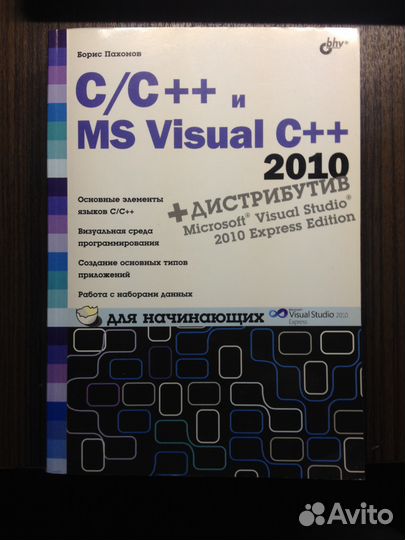 bhv®
Борис Пахомов
C/C++ и
MS Visual C++
2010
+ДИСТРИБУТИВ
Microsoft® Visual Studio®
2010 Express Edition
Основные элементы
языков C/C++
Визуальная среда
программирования
Создание основных типов
приложений
Работа с наборами данных
для начинающих
Visual Studio 2010
Express
Avito